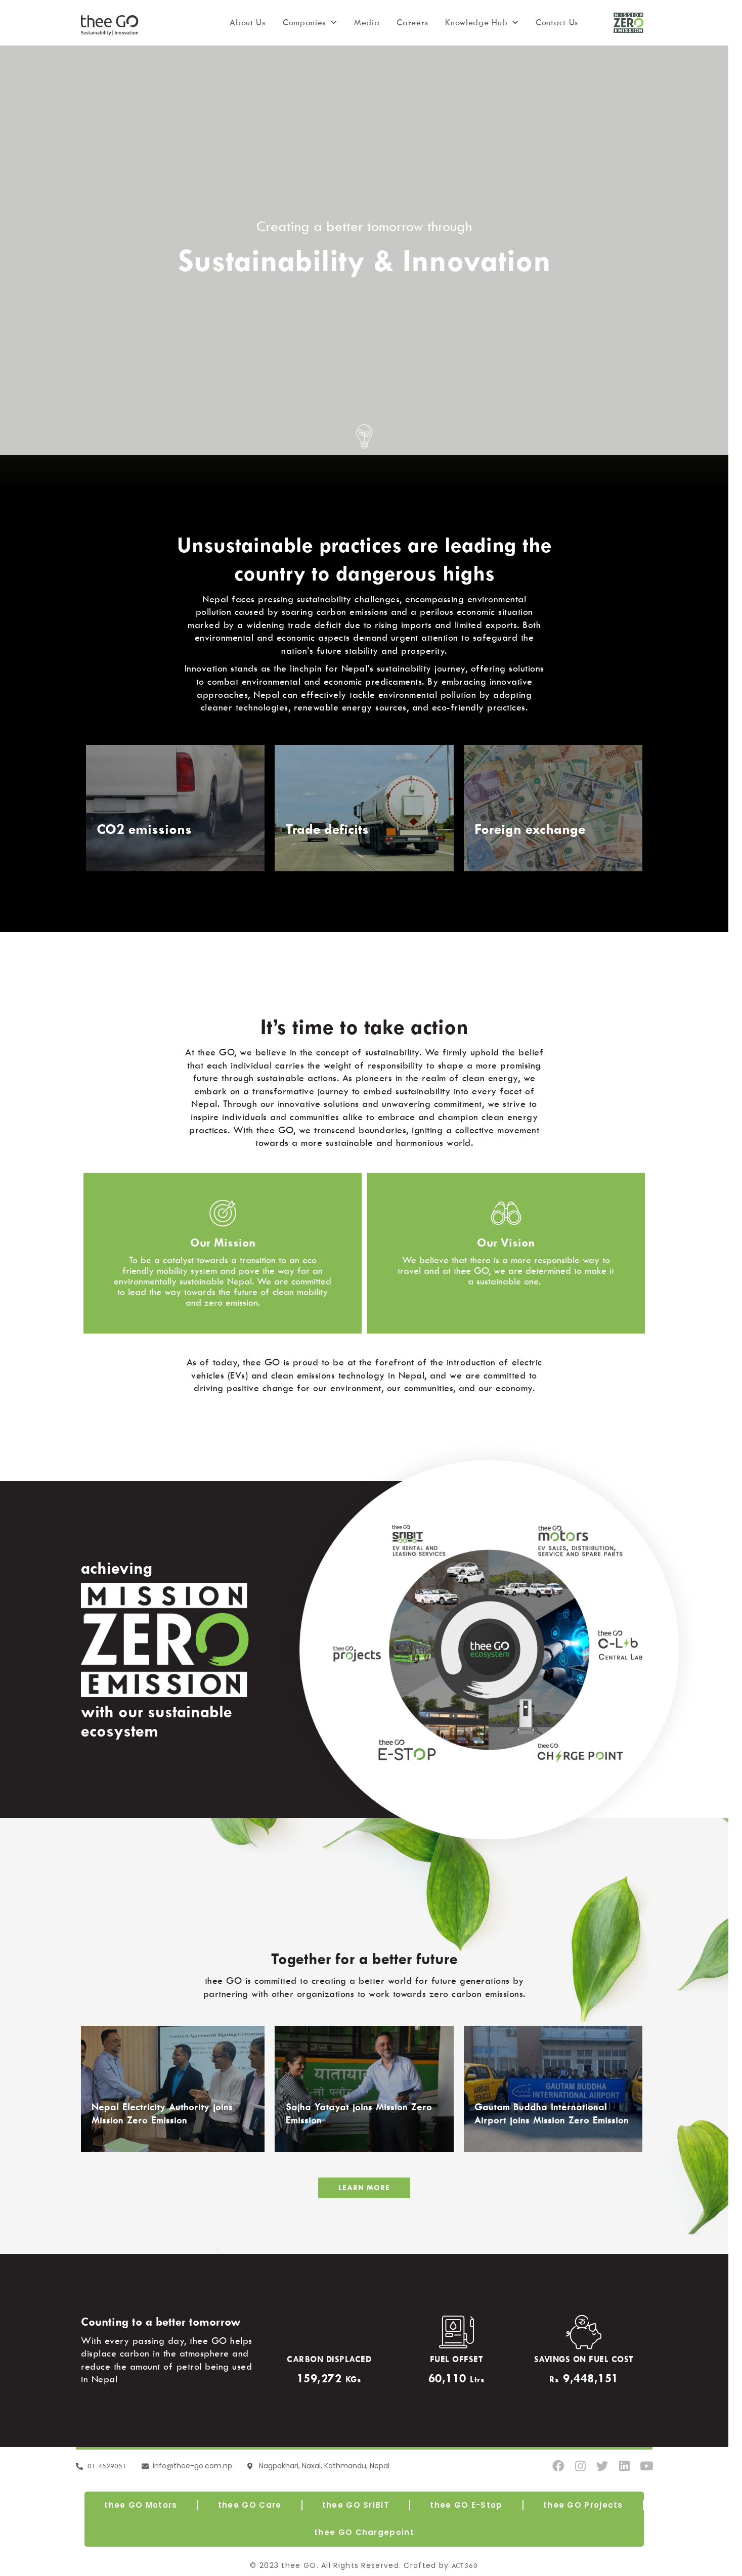 thee GO
Sustainability | Innovation
About Us
Companies
Media
Careers
Knowledge Hub
Contact Us
MISSION
ZERO
EMISSION
Creating a better tomorrow through
Sustainability & Innovation
Unsustainable practices are leading the
country to dangerous highs
Nepal faces pressing sustainability challenges, encompassing environmental
pollution caused by soaring carbon emissions and a perilous economic situation
marked by a widening trade deficit due to rising imports and limited exports. Both
environmental and economic aspects demand urgent attention to safeguard the
nation's future stability and prosperity.
Innovation stands as the linchpin for Nepal's sustainability journey, offering solutions
to combat environmental and economic predicaments. By embracing innovative
approaches, Nepal can effectively tackle environmental pollution by adopting
cleaner technologies, renewable energy sources, and eco-friendly practices.
CO2 emissions
Trade deficits
Foreign exchange
It's time to take action
At thee GO, we believe in the concept of sustainability. We firmly uphold the belief
that each individual carries the weight of responsibility to shape a more promising
future through sustainable actions. As pioneers in the realm of clean energy, we
embark on a transformative journey to embed sustainability into every facet of
Nepal. Through our innovative solutions and unwavering commitment, we strive to
inspire individuals and communities alike to embrace and champion clean energy
practices. With thee GO, we transcend boundaries, igniting a collective movement
towards a more sustainable and harmonious world.
Our Mission
To be a catalyst towards a transition to an eco
friendly mobility system and pave the way for an
environmentally sustainable Nepal. We are committed
to lead the way towards the future of clean mobility
and zero emission.
Our Vision
We believe that there is a more responsible way to
travel and at thee GO, we are determined to make it
a sustainable one.
As of today, thee GO is proud to be at the forefront of the introduction of electric
vehicles (EVs) and clean emissions technology in Nepal, and we are committed to
driving positive change for our environment, our communities, and our economy.
achieving
MISSION
ZERO
EMISSION
with our sustainable
ecosystem
thee GO
SRIBIT
EV RENTAL AND
LEASING SERVICES
thee GO
motors
EV SALES, DISTRIBUTION,
SERVICE AND SPARE PARTS
thee GO
projects
thee GO
ecosystem
thee GO
C-Lab
CENTRAL LAB
thee GO
E-STOP
thee GO
CHARGE POINT
Together for a better future
thee GO is committed to creating a better world for future generations by
partnering with other organizations to work towards zero carbon emissions.
Nepal Electricity Authority joins
Mission Zero Emission
Sajha Yatayat joins Mission Zero
Emission
GAUTAM BUDDHA
INTERNATIONAL AIRPORT
Gautam Buddha International
Airport joins Mission Zero Emission
LEARN MORE
Counting to a better tomorrow
With every passing day, thee GO helps
displace carbon in the atmosphere and
reduce the amount of petrol being used
in Nepal
CARBON DISPLACED
159,272 KGs
FUEL OFFSET
60,110 Ltrs
SAVINGS ON FUEL COST
Rs 9,448,151
01-4529051
info@thee-go.com.np
Nagpokhari, Naxal, Kathmandu, Nepal
thee GO Motors
thee GO Care
thee GO SriBiT
thee GO E-Stop
thee GO Projects
thee GO Chargepoint
© 2023 thee GO. All Rights Reserved. Crafted by ACT360